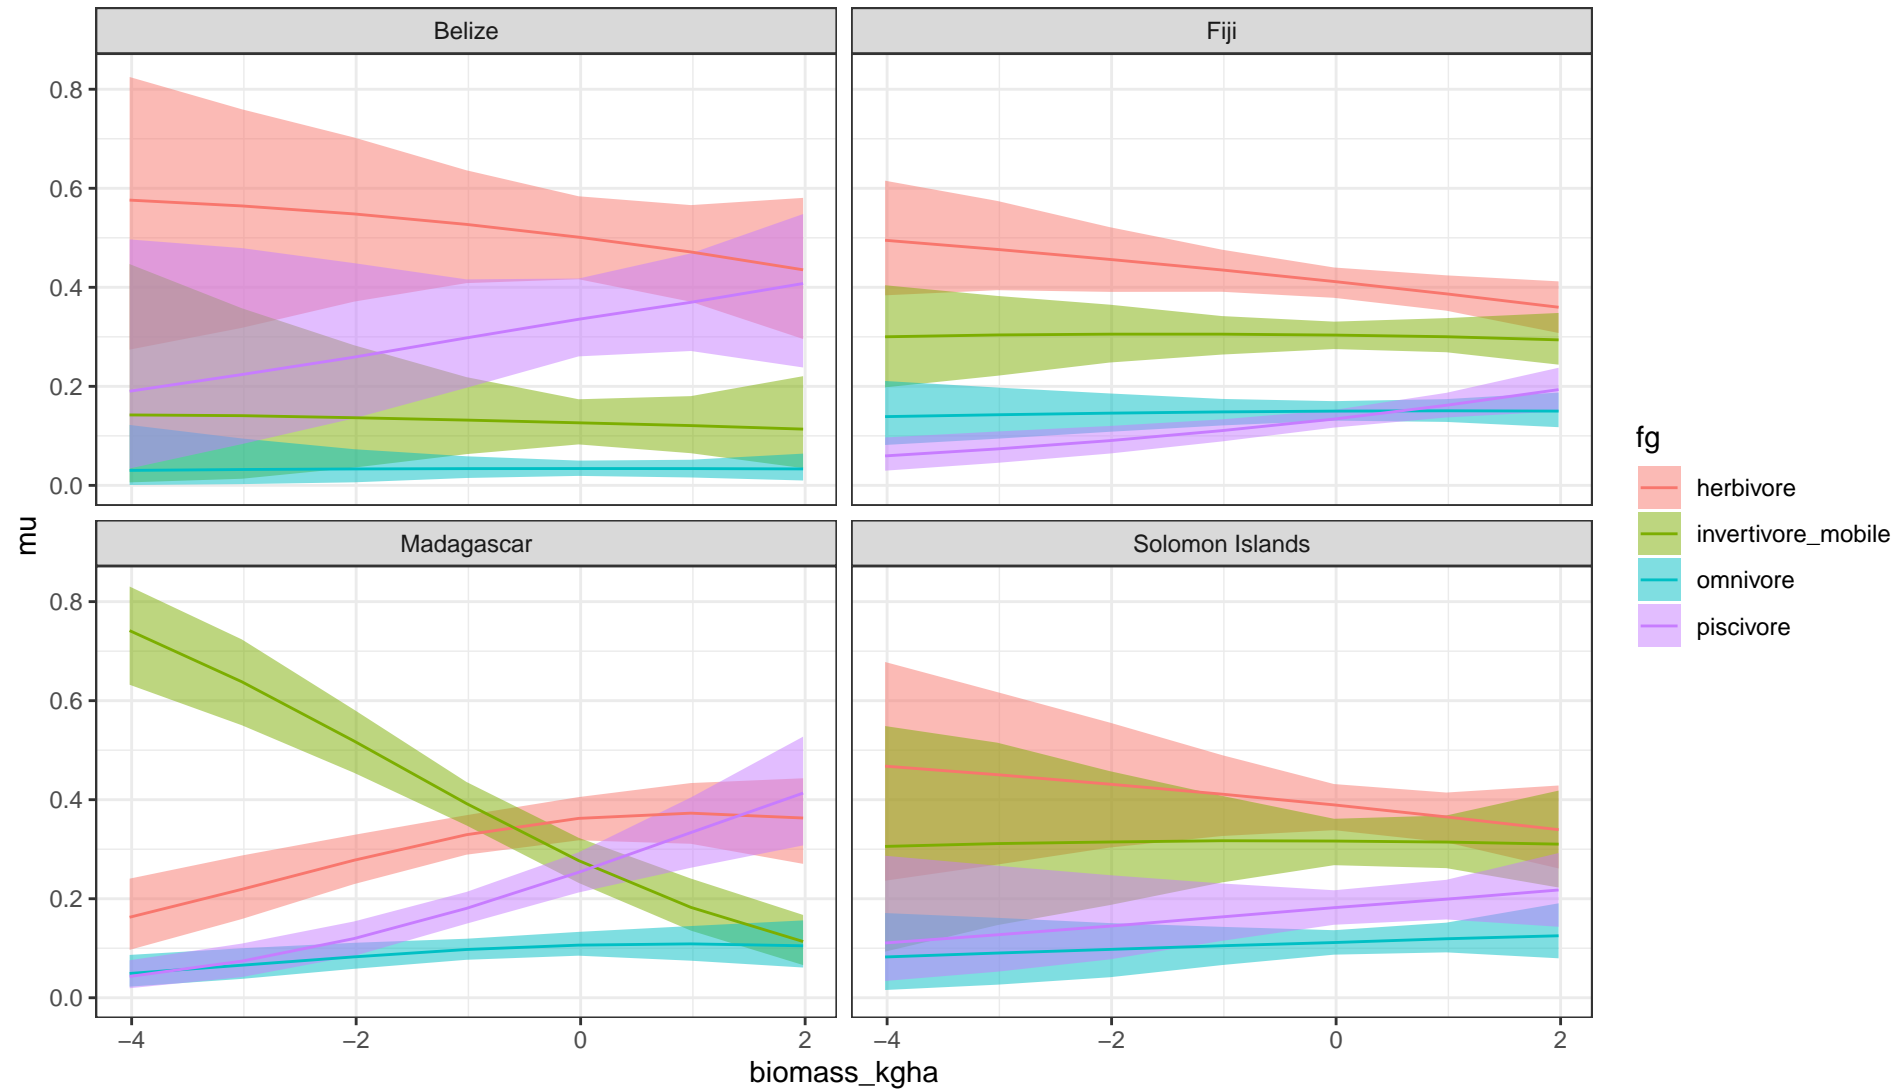 Belize
Fiji
0.8
0.6
0.4
0.2
0.0
Madagascar
Solomon Islands
0.8
0.6
0.4
0.2
0.0
mu
−4
−2
0
2
−4
−2
0
2
biomass_kgha
fg
herbivore
invertivore_mobile
omnivore
piscivore